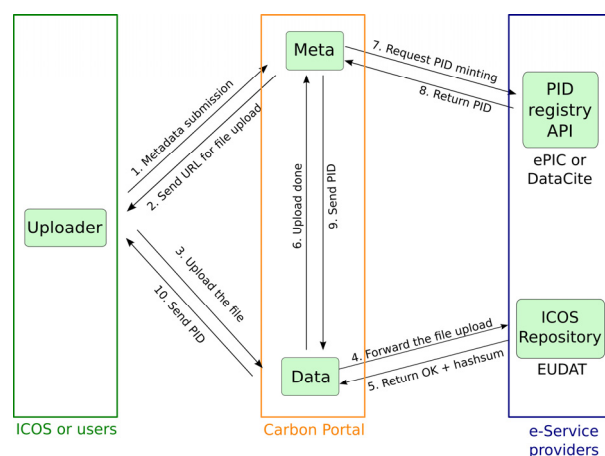 Meta
7. Request PID minting
8. Return PID
PID
registry
API
ePIC or
DataCite
1. Metadata submission
2. Send URL for file upload
Uploader
3. Upload the file
10. Send PID
6. Upload done
9. Send PID
4. Forward the file upload
5. Return OK + hashsum
ICOS
Repository
EUDAT
Data
ICOS or users
Carbon Portal
e-Service
providers